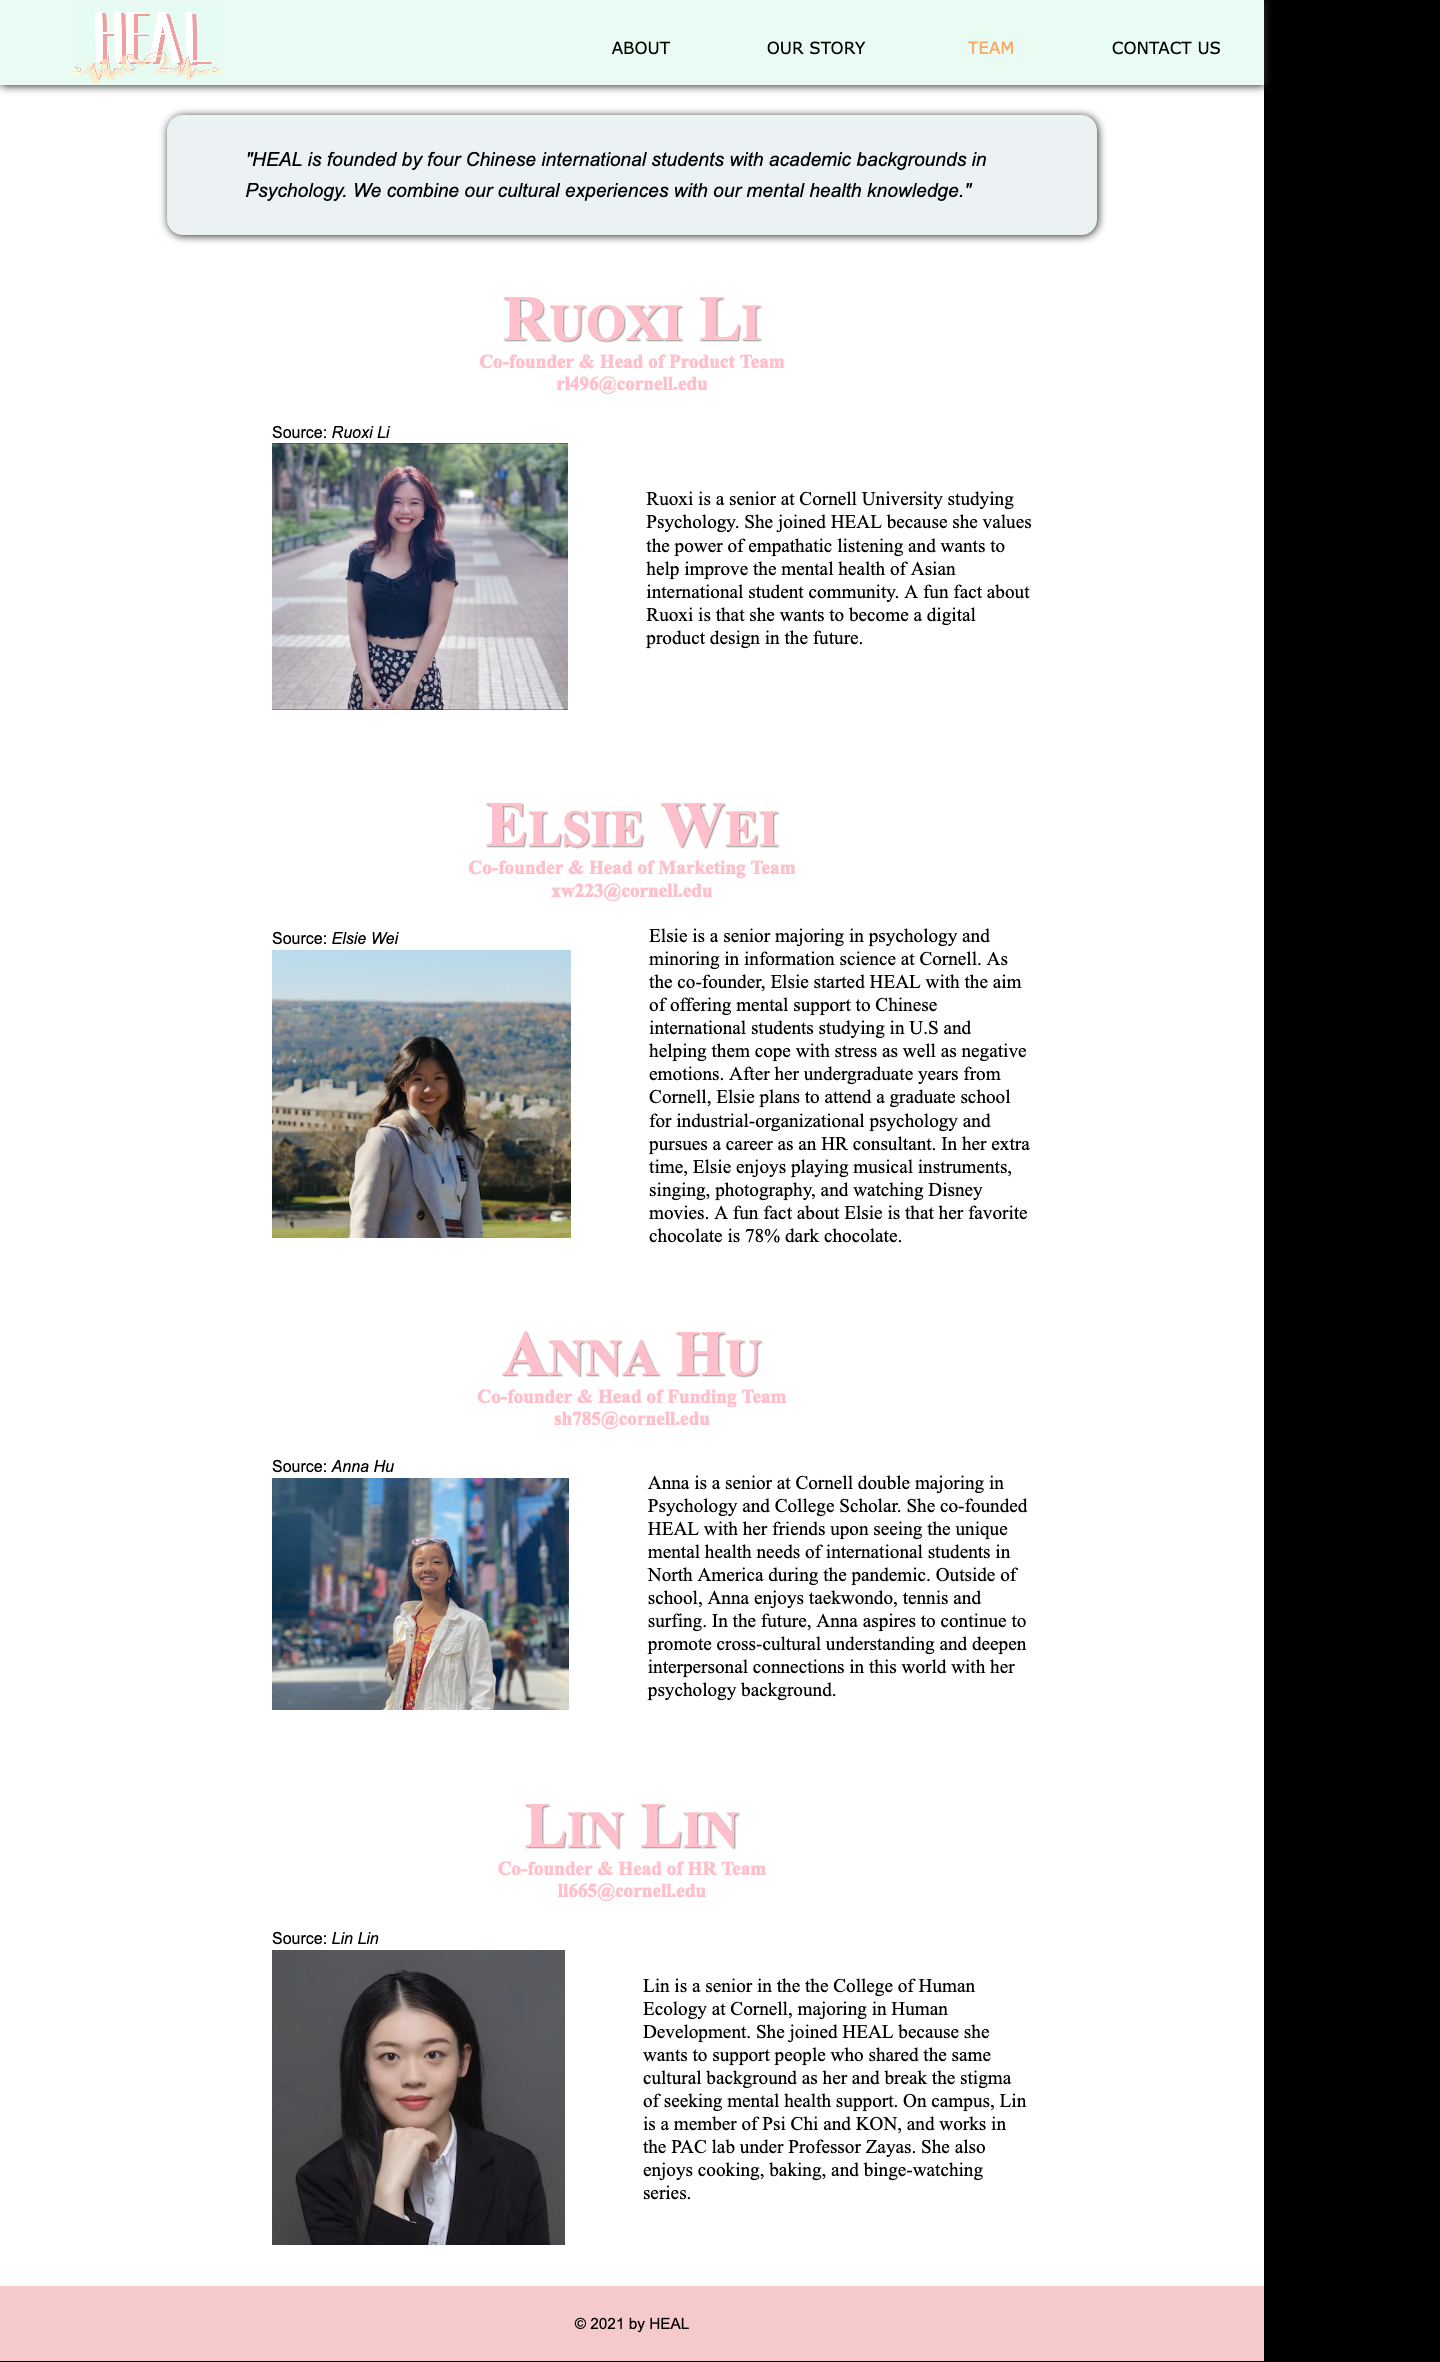 HEAL
ABOUT
OUR STORY
TEAM
CONTACT US
"HEAL is founded by four Chinese international students with academic backgrounds in
Psychology. We combine our cultural experiences with our mental health knowledge."
RUOXI LI
Co-founder & Head of Product Team
rl496@cornell.edu
Source: Ruoxi Li
Ruoxi is a senior at Cornell University studying
Psychology. She joined HEAL because she values
the power of empathatic listening and wants to
help improve the mental health of Asian
international student community. A fun fact about
Ruoxi is that she wants to become a digital
product design in the future.
ELSIE WEI
Co-founder & Head of Marketing Team
xw223@cornell.edu
Source: Elsie Wei
Elsie is a senior majoring in psychology and
minoring in information science at Cornell. As
the co-founder, Elsie started HEAL with the aim
of offering mental support to Chinese
international students studying in U.S and
helping them cope with stress as well as negative
emotions. After her undergraduate years from
Cornell, Elsie plans to attend a graduate school
for industrial-organizational psychology and
pursues a career as an HR consultant. In her extra
time, Elsie enjoys playing musical instruments,
singing, photography, and watching Disney
movies. A fun fact about Elsie is that her favorite
chocolate is 78% dark chocolate.
ANNA HU
Co-founder & Head of Funding Team
sh785@cornell.edu
Source: Anna Hu
Anna is a senior at Cornell double majoring in
Psychology and College Scholar. She co-founded
HEAL with her friends upon seeing the unique
mental health needs of international students in
North America during the pandemic. Outside of
school, Anna enjoys taekwondo, tennis and
surfing. In the future, Anna aspires to continue to
promote cross-cultural understanding and deepen
interpersonal connections in this world with her
psychology background.
LIN LIN
Co-founder & Head of HR Team
ll665@cornell.edu
Source: Lin Lin
Lin is a senior in the the College of Human
Ecology at Cornell, majoring in Human
Development. She joined HEAL because she
wants to support people who shared the same
cultural background as her and break the stigma
of seeking mental health support. On campus, Lin
is a member of Psi Chi and KON, and works in
the PAC lab under Professor Zayas. She also
enjoys cooking, baking, and binge-watching
series.
© 2021 by HEAL